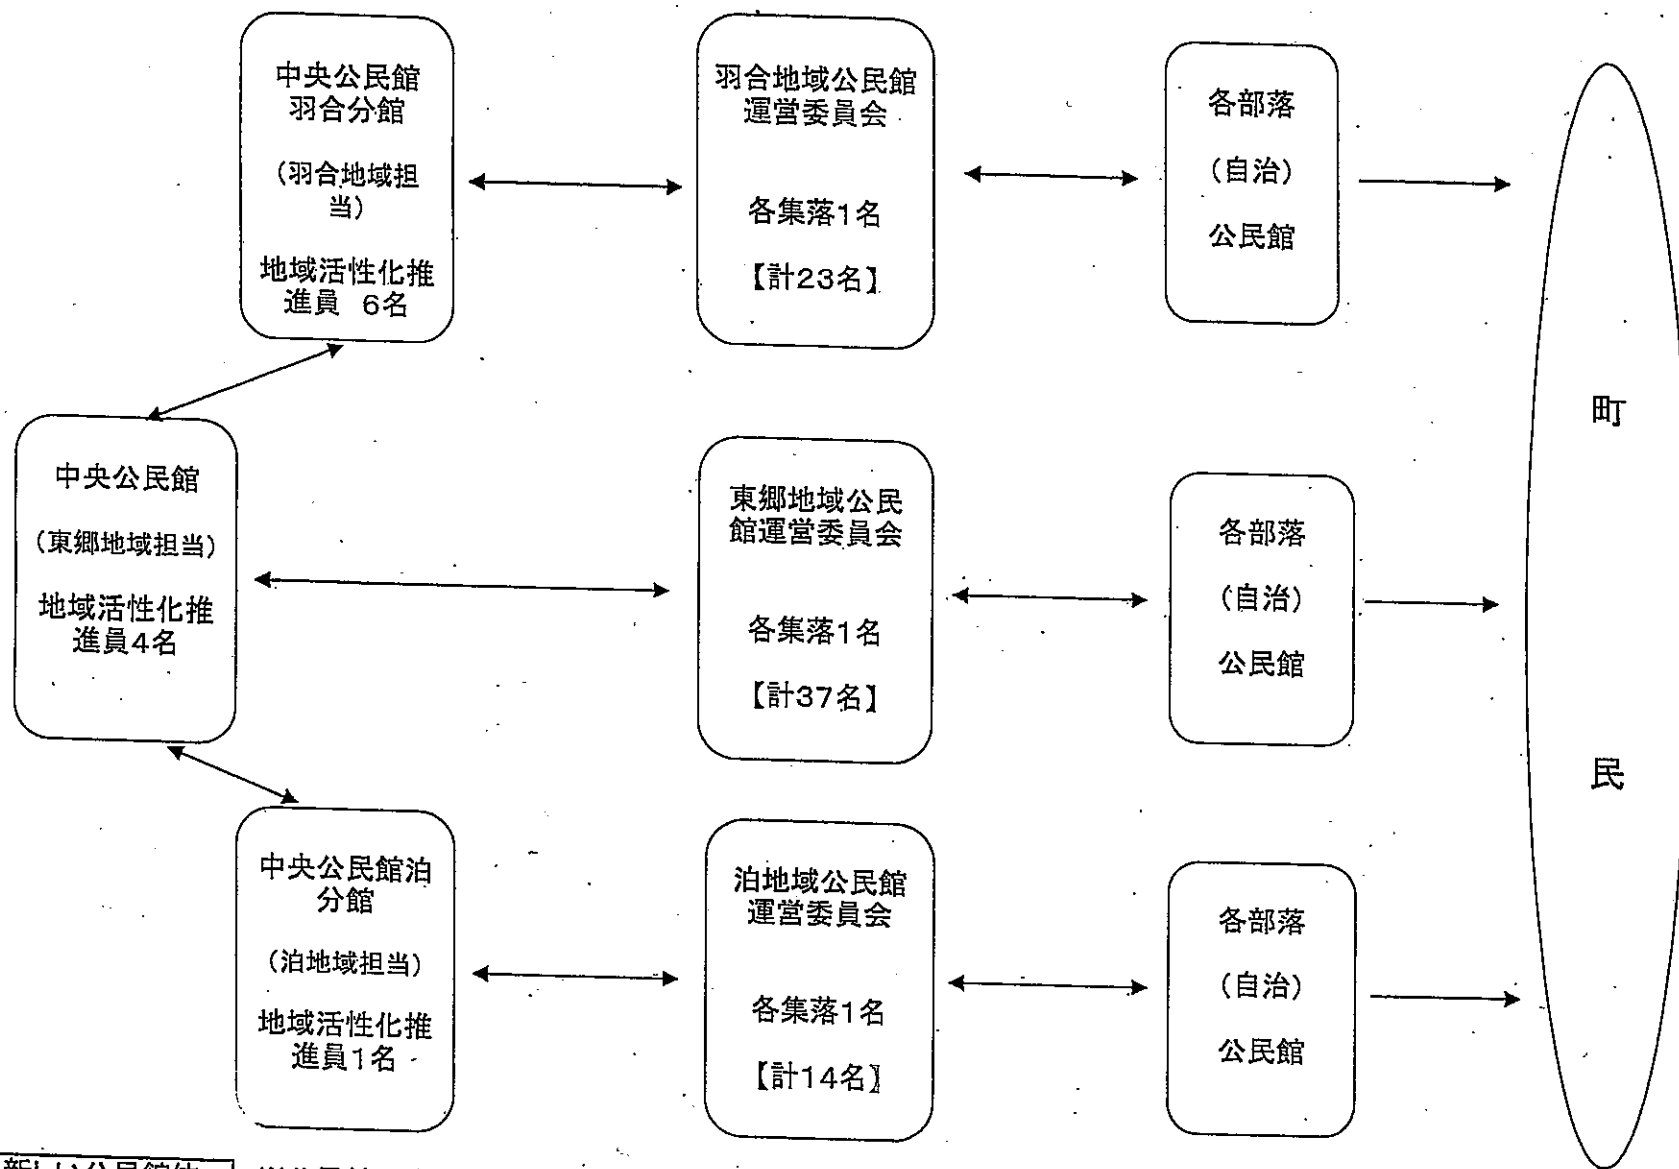 中央公民館
羽合分館
（羽合地域担
当）
地域活性化推
進員 6名
羽合地域公民館
運営委員会
各集落1名
【計23名】
各部落
（自治）
公民館
中央公民館
（東郷地域担当）
地域活性化推
進員4名
東郷地域公民
館運営委員会
各集落1名
【計37名】
各部落
（自治）
公民館
中央公民館泊
分館
（泊地域担当）
地域活性化推
進員1名
泊地域公民館
運営委員会
各集落1名
【計14名】
各部落
（自治）
公民館
町
民
新しい公民館体